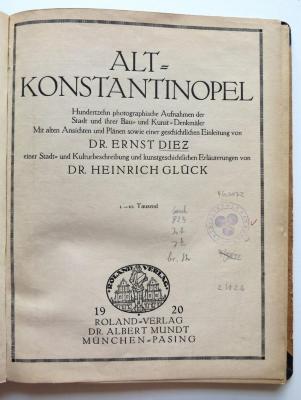 ALT=
KONSTANTINOPEL
Hundertzehn photographische Aufnahmen der
Stadt und ihrer Bau= und Kunst=Denkmäler
Mit alten Ansichten und Plänen sowie einer geschichtlichen Einleitung von
DR. ERNST DIEZ
einer Stadt= und Kulturbeschreibung und kunstgeschichtlichen Erläuterungen von
DR. HEINRICH GLÜCK
1.—10. Tausend
ROLAND=VERLAG
19 20
ROLAND=VERLAG
DR. ALBERT MUNDT
MÜNCHEN=PASING